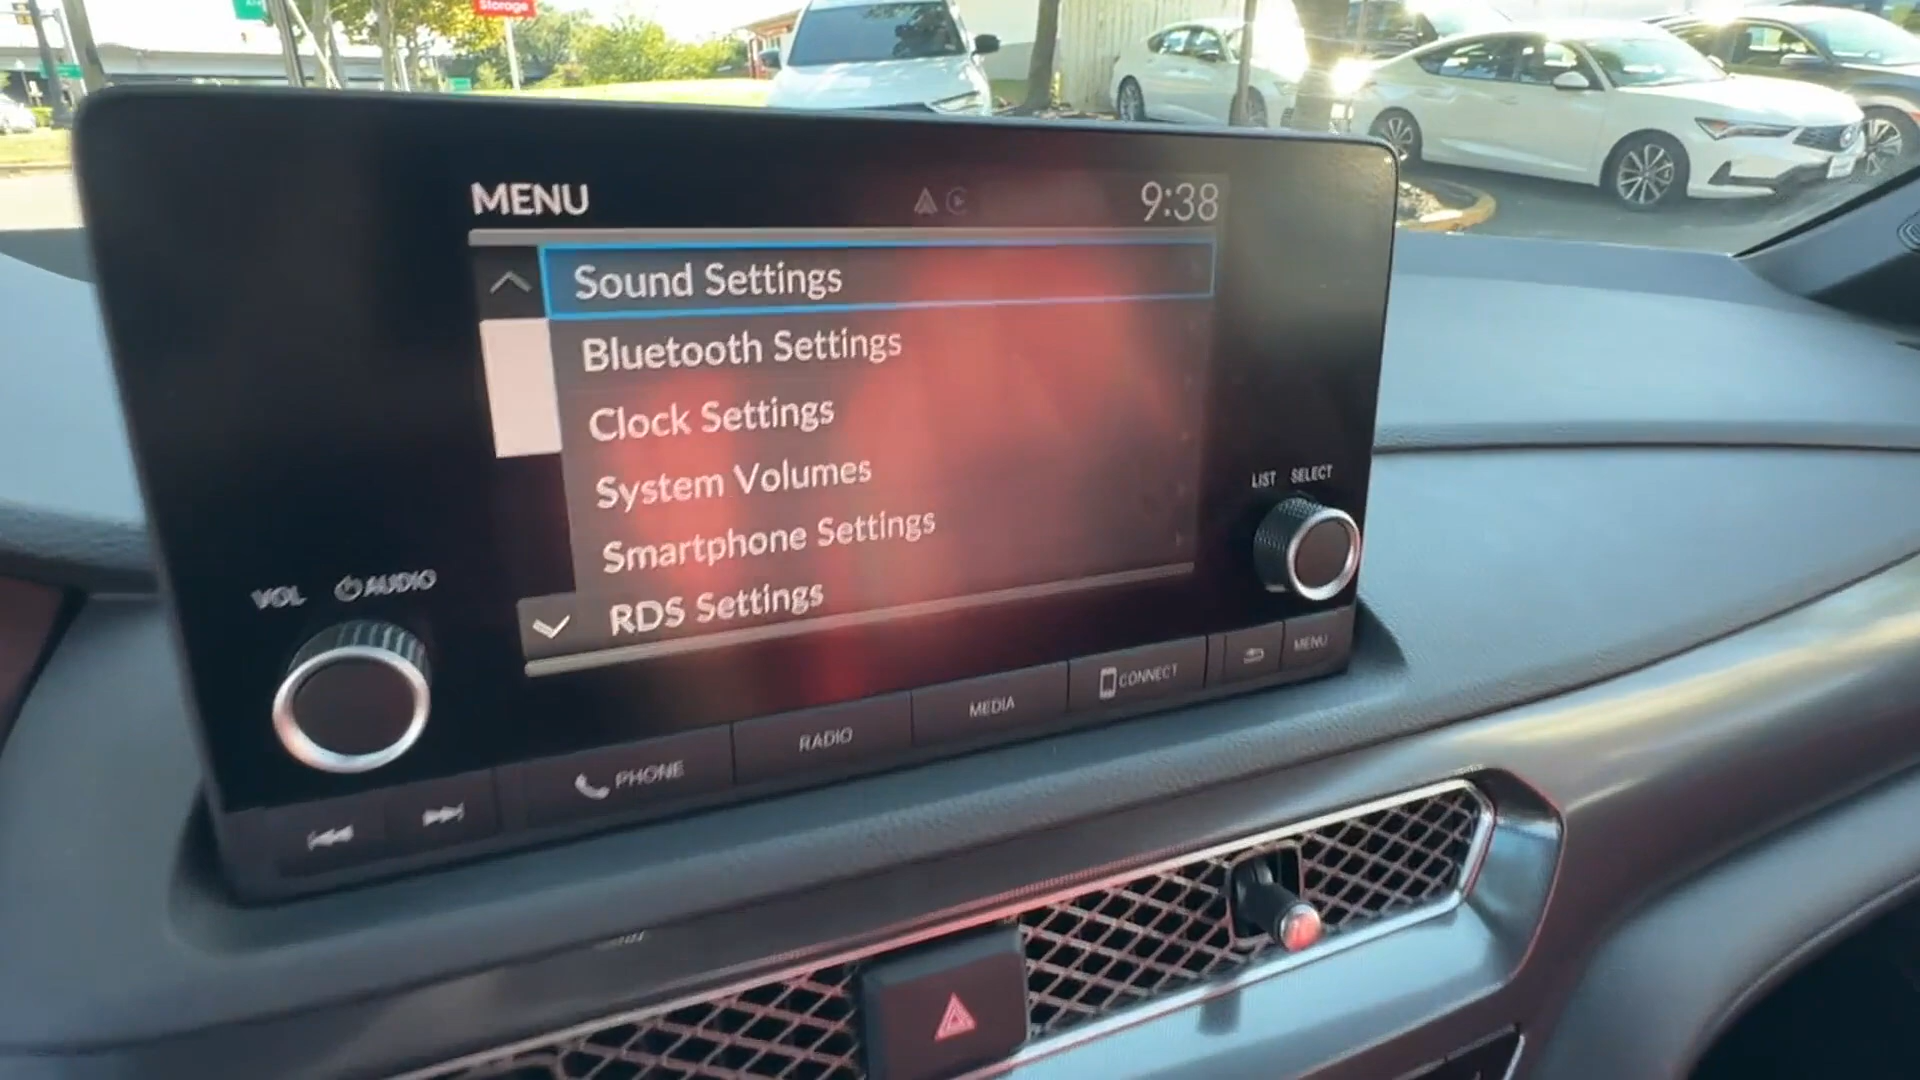 Storage
MENU
9:38
Sound Settings
Bluetooth Settings
Clock Settings
System Volumes
Smartphone Settings
RDS Settings
LIST SELECT
VOL AUDIO
PHONE
RADIO
MEDIA
CONNECT
MENU